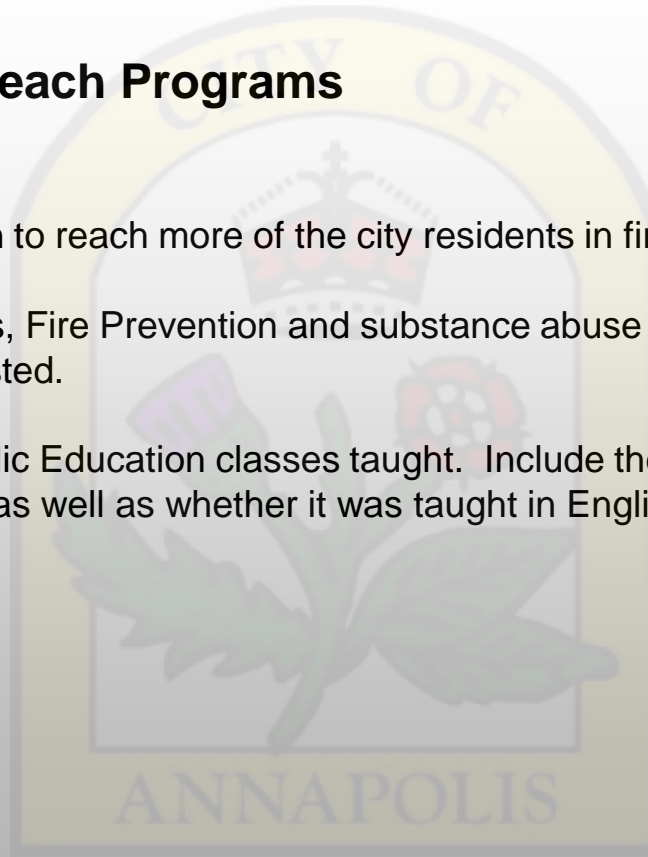 each Programs
to reach more of the city residents in
, Fire Prevention and substance abuse
sted.
lic Education classes taught. Include the
as well as whether it was taught in Engli
CITY OF
ANNAPOLIS